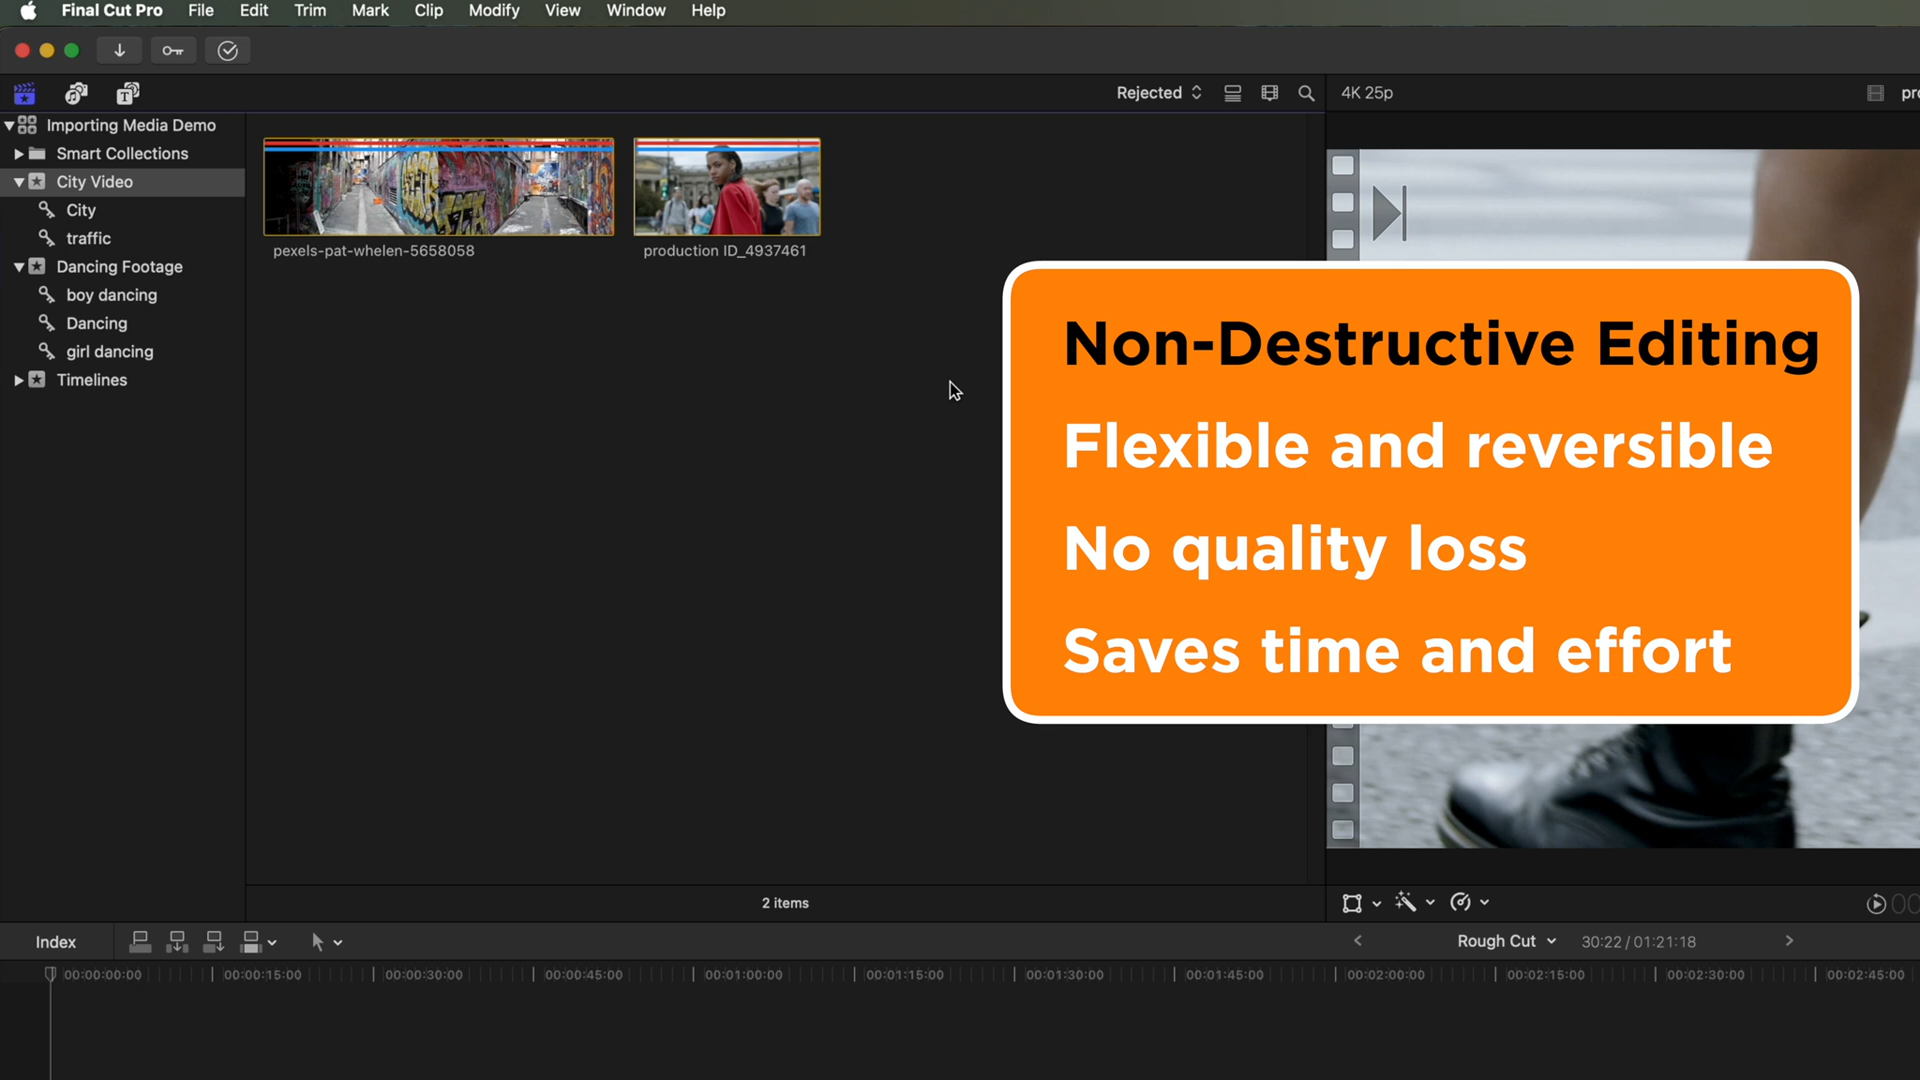 Final Cut Pro File Edit Trim Mark Clip Modify View Window Help
Rejected
4K 25p
Importing Media Demo
Smart Collections
City Video
City
traffic
Dancing Footage
boy dancing
Dancing
girl dancing
Timelines
pexels-pat-whelen-5658058
production ID_4937461
Non-Destructive Editing
Flexible and reversible
No quality loss
Saves time and effort
2 items
Index
Rough Cut
30:22 / 01:21:18
00:00:00:00
00:00:15:00
00:00:30:00
00:00:45:00
00:01:00:00
00:01:15:00
00:01:30:00
00:01:45:00
00:02:00:00
00:02:15:00
00:02:30:00
00:02:45:00